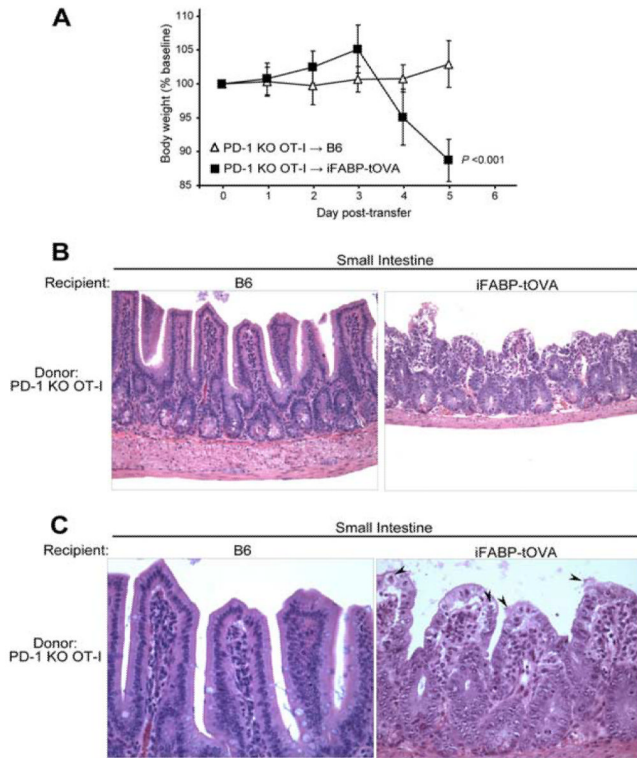 A
Body weight (% baseline)
110
105
100
95
90
85
PD-1 KO OT-I → B6
PD-1 KO OT-I → iFABP-tOVA
P <0.001
0 1 2 3 4 5 6
Day post-transfer
B
Small Intestine
Recipient: B6 iFABP-tOVA
Donor:
PD-1 KO OT-I
C
Small Intestine
Recipient: B6 iFABP-tOVA
Donor:
PD-1 KO OT-I